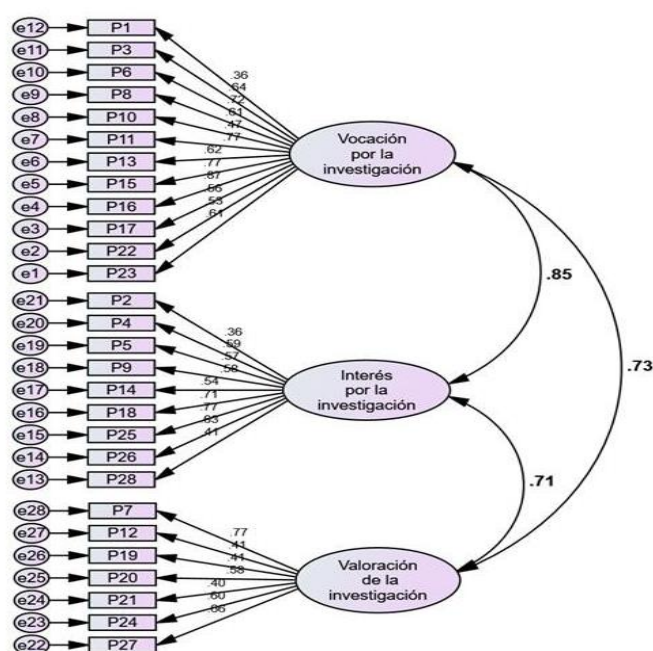 e12 P1
e11 P3
e10 P6
e9 P8
e8 P10
e7 P11
e6 P13
e5 P15
e4 P16
e3 P17
e2 P22
e1 P23
.36
.64
.72
.61
.47
.77
.62
.77
.53
.61
Vocación
por la
investigación
.85
.73
e21 P2
e20 P4
e19 P5
e18 P9
e17 P14
e16 P18
e15 P25
e14 P26
e13 P28
.36
.59
.57
.58
.54
.71
.77
.41
Interés
por la
investigación
.71
e28 P7
e27 P12
e26 P19
e25 P20
e24 P21
e23 P24
e22 P27
.77
.41
.41
.58
.40
.60
Valoración
de la
investigación